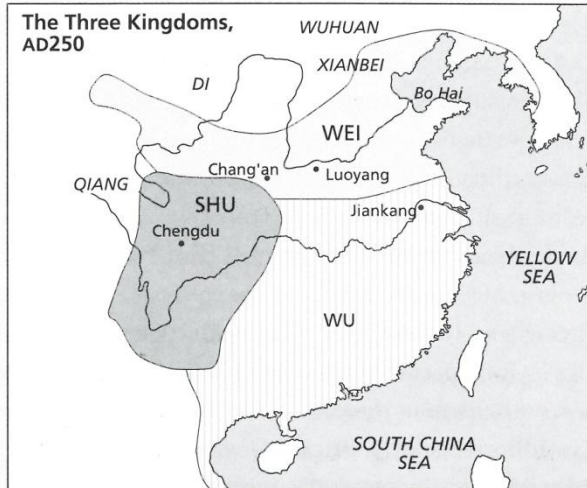 The Three Kingdoms,
AD250
WUHUAN
XIANBEI
DI
Bo Hai
WEI
Chang'an
Luoyang
QIANG
SHU
Jiankang
Chengdu
YELLOW
SEA
WU
SOUTH CHINA
SEA